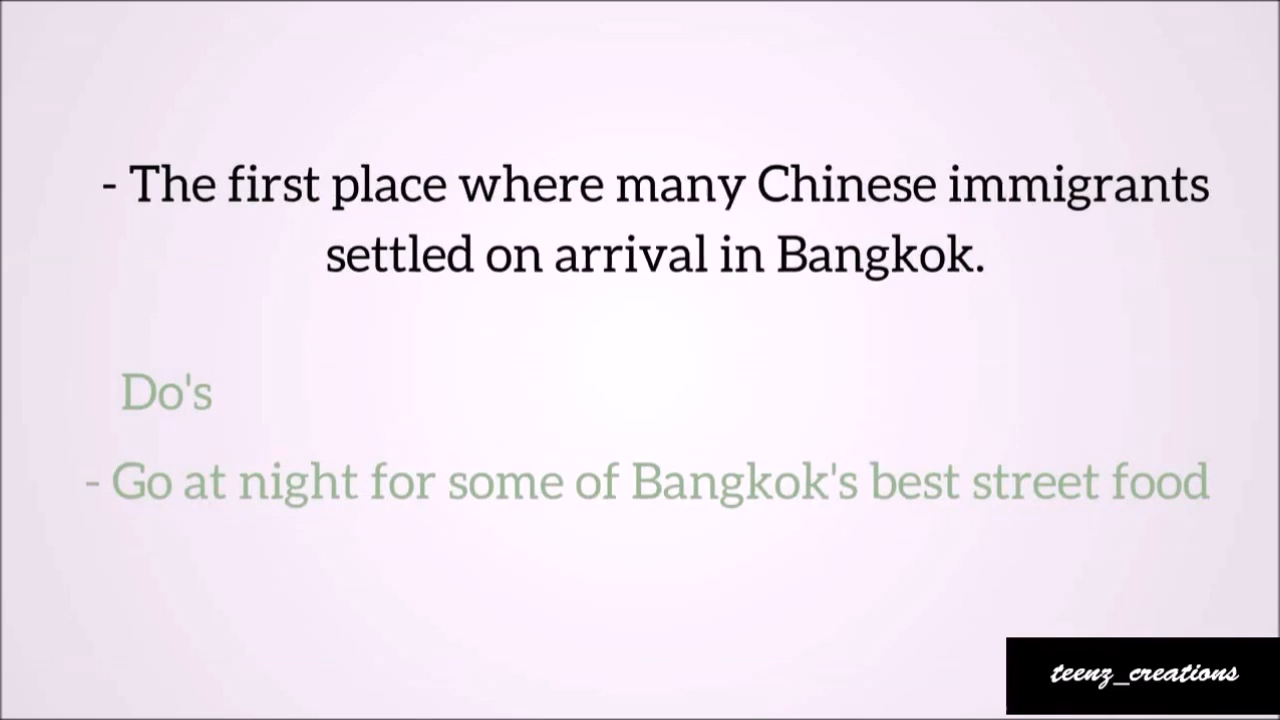 - The first place where many Chinese immigrants
settled on arrival in Bangkok.
Do's
- Go at night for some of Bangkok's best street food
teenz_creations